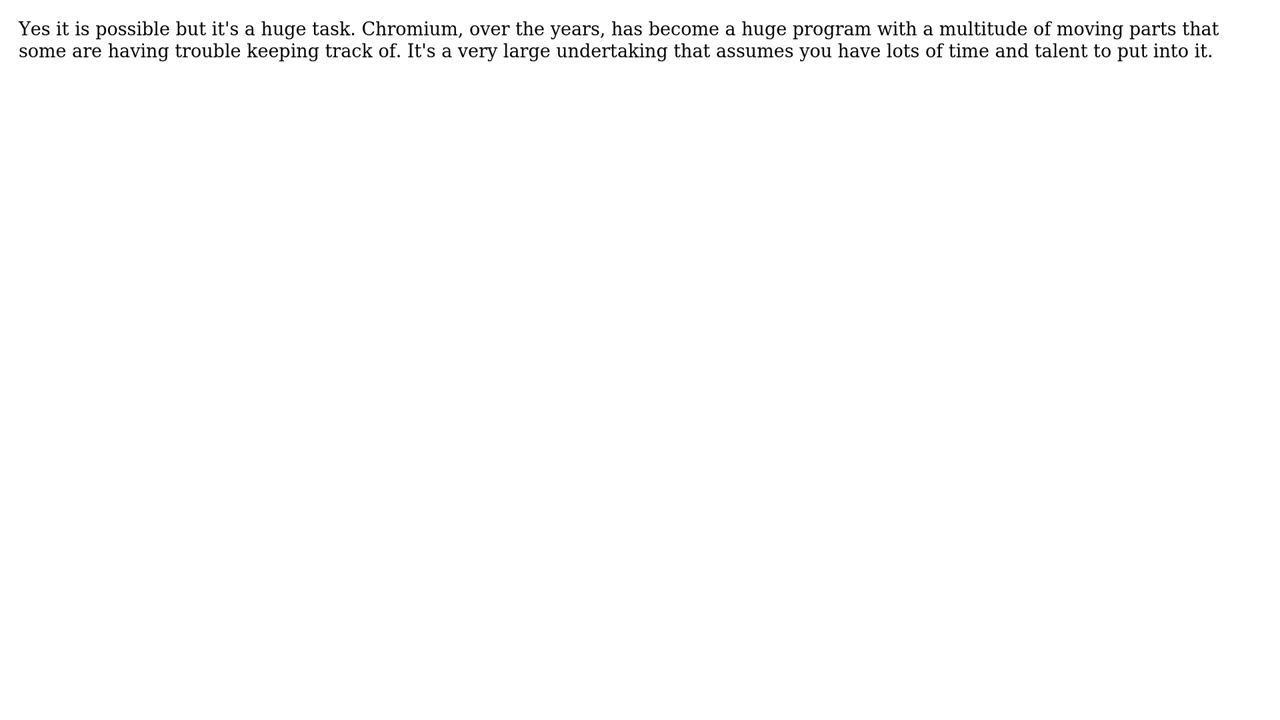 Yes it is possible but it's a huge task. Chromium, over the years, has become a huge program with a multitude of moving parts that
some are having trouble keeping track of. It's a very large undertaking that assumes you have lots of time and talent to put into it.